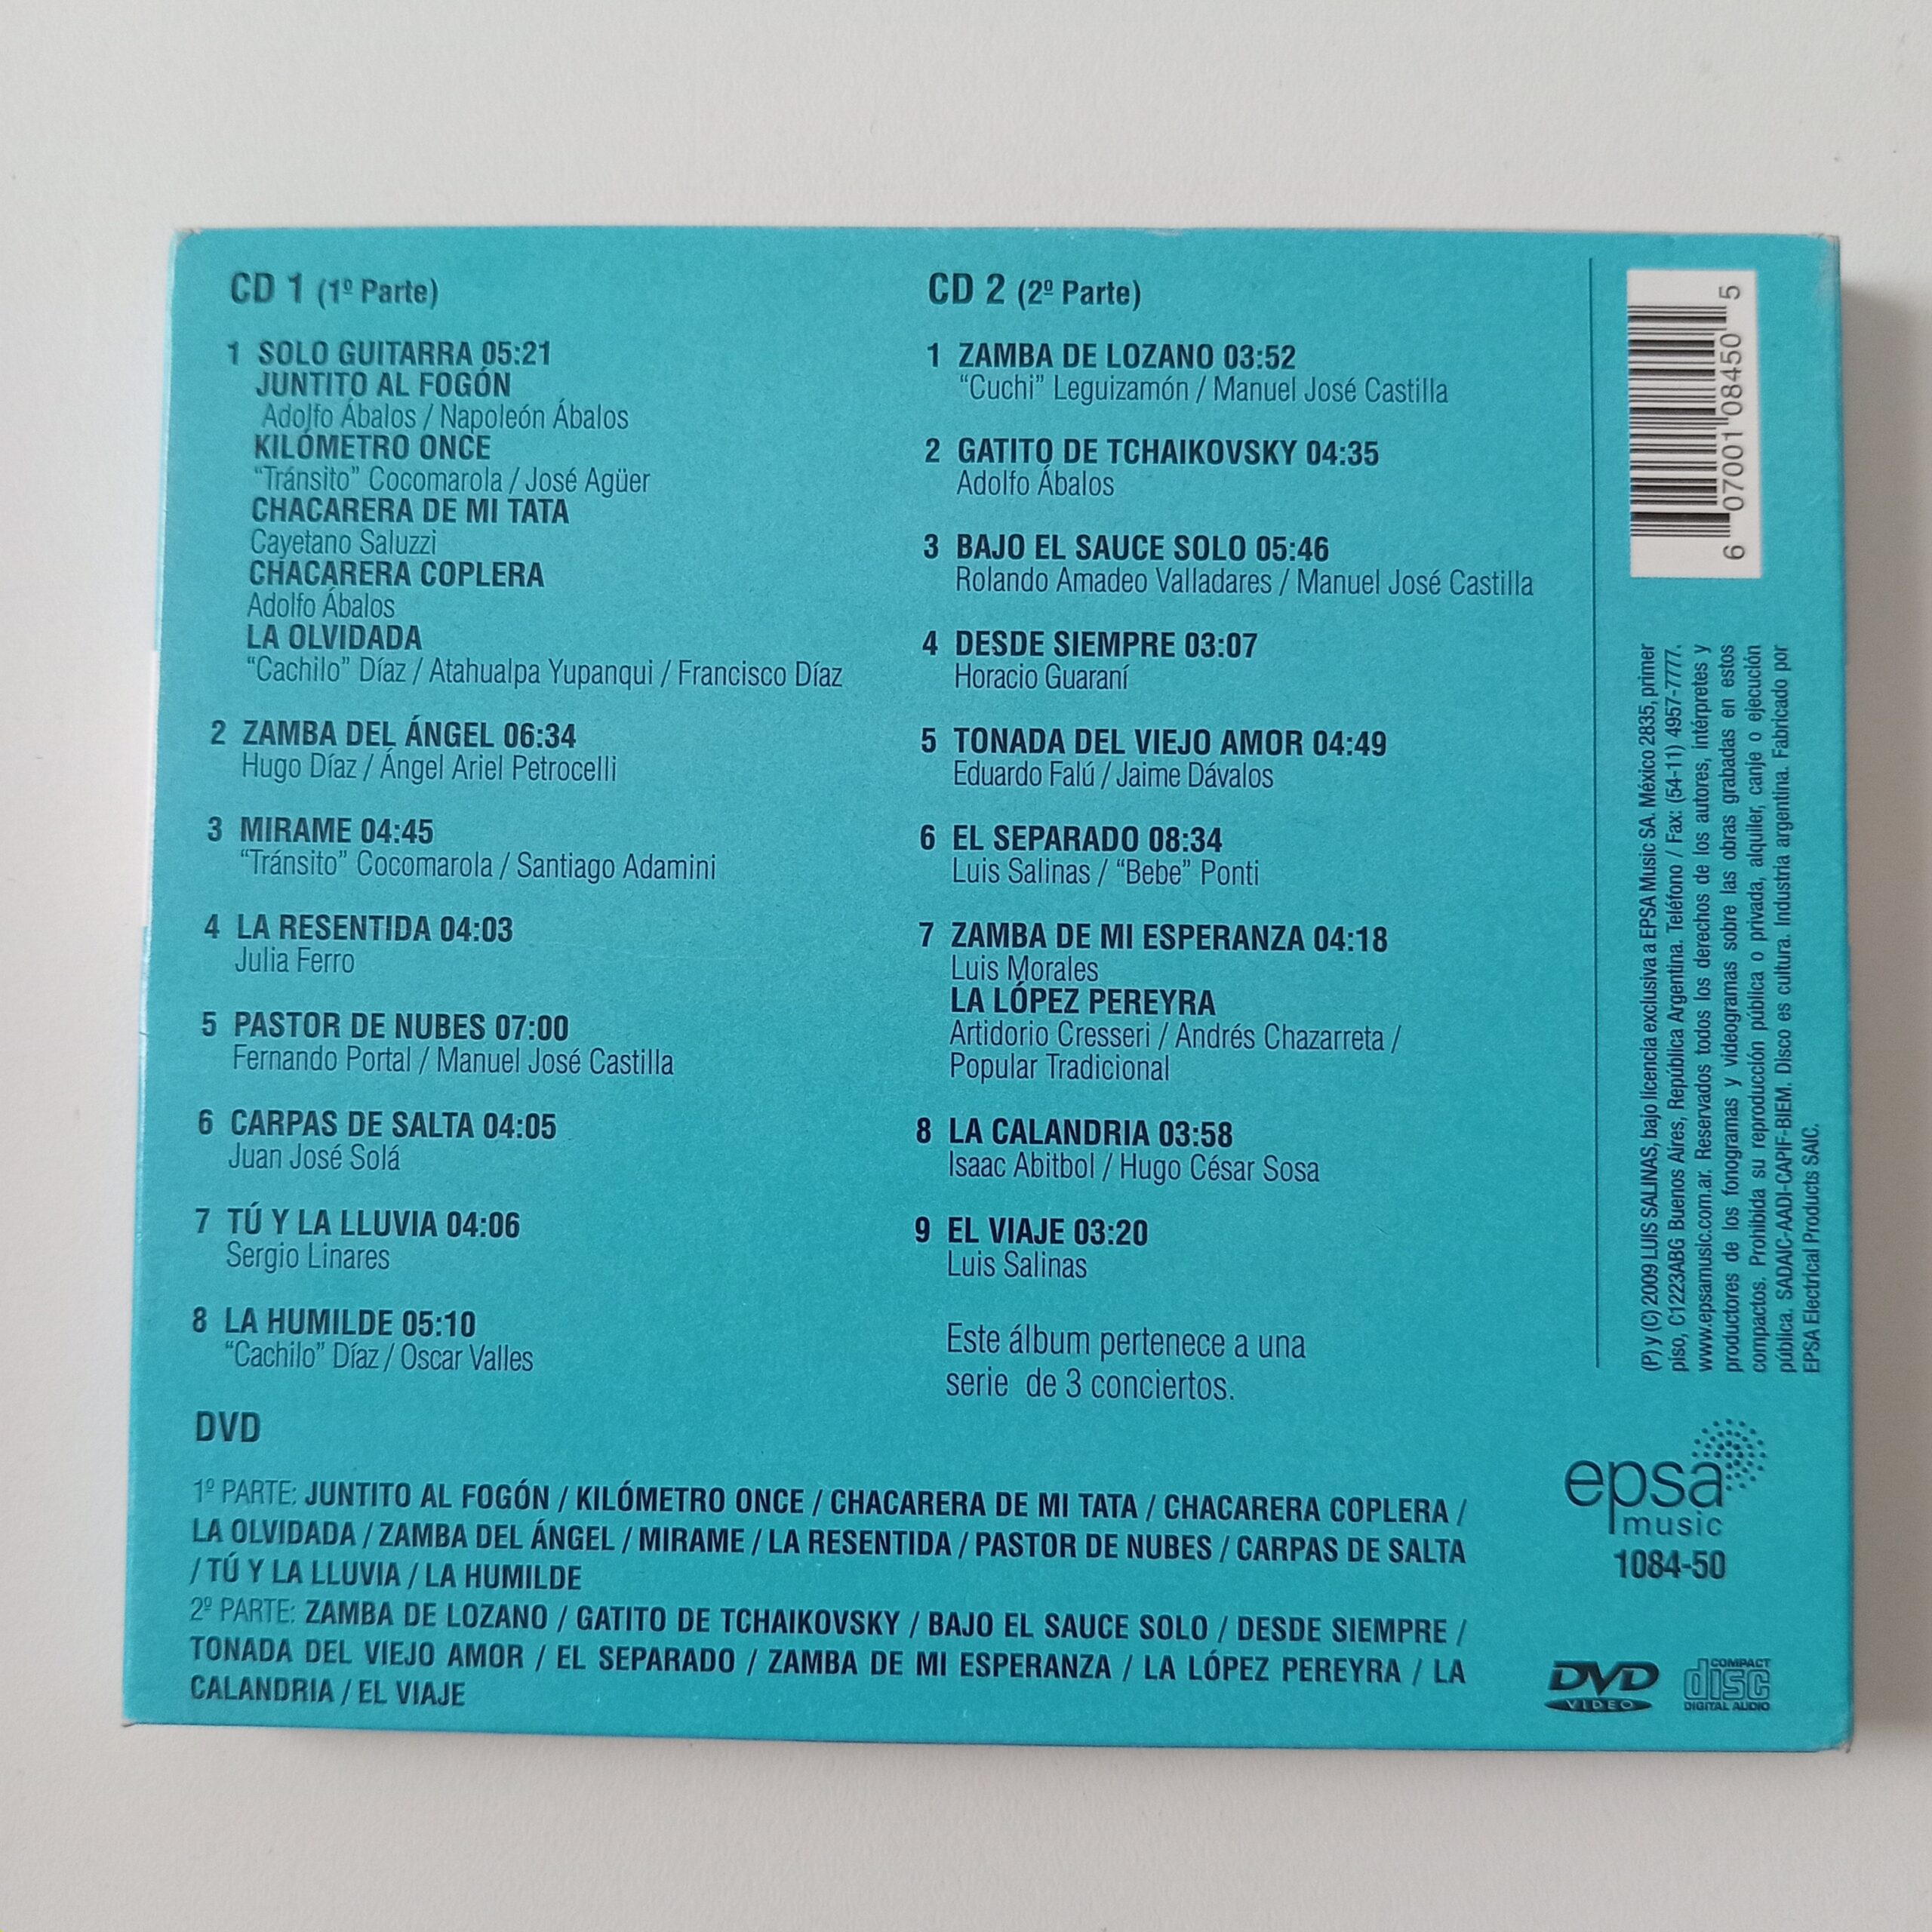 CD 1 (1º Parte)
1 SOLO GUITARRA 05:21
JUNTITO AL FOGÓN
Adolfo Ábalos / Napoleón Ábalos
KILÓMETRO ONCE
“Tránsito” Cocomarola / José Agüer
CHACARERA DE MI TATA
Cayetano Saluzzi
CHACARERA COPLERA
Adolfo Ábalos
LA OLVIDADA
“Cachilo” Díaz / Atahualpa Yupanqui / Francisco Díaz
2 ZAMBA DEL ÁNGEL 06:34
Hugo Díaz / Ángel Ariel Petrocelli
3 MIRAME 04:45
“Tránsito” Cocomarola / Santiago Adamini
4 LA RESENTIDA 04:03
Julia Ferro
5 PASTOR DE NUBES 07:00
Fernando Portal / Manuel José Castilla
6 CARPAS DE SALTA 04:05
Juan José Solá
7 TÚ Y LA LLUVIA 04:06
Sergio Linares
8 LA HUMILDE 05:10
“Cachilo” Díaz / Oscar Valles
CD 2 (2º Parte)
1 ZAMBA DE LOZANO 03:52
“Cuchi” Leguizamón / Manuel José Castilla
2 GATITO DE TCHAIKOVSKY 04:35
Adolfo Ábalos
3 BAJO EL SAUCE SOLO 05:46
Rolando Amadeo Valladares / Manuel José Castilla
4 DESDE SIEMPRE 03:07
Horacio Guaraní
5 TONADA DEL VIEJO AMOR 04:49
Eduardo Falú / Jaime Dávalos
6 EL SEPARADO 08:34
Luis Salinas / “Bebe” Ponti
7 ZAMBA DE MI ESPERANZA 04:18
Luis Morales
LA LÓPEZ PEREYRA
Artidorio Cresseri / Andrés Chazarreta /
Popular Tradicional
8 LA CALANDRIA 03:58
Isaac Abitbol / Hugo César Sosa
9 EL VIAJE 03:20
Luis Salinas
Este álbum pertenece a una
serie de 3 conciertos.
DVD
1º PARTE: JUNTITO AL FOGÓN / KILÓMETRO ONCE / CHACARERA DE MI TATA / CHACARERA COPLERA /
LA OLVIDADA / ZAMBA DEL ÁNGEL / MIRAME / LA RESENTIDA / PASTOR DE NUBES / CARPAS DE SALTA
/ TÚ Y LA LLUVIA / LA HUMILDE
2º PARTE: ZAMBA DE LOZANO / GATITO DE TCHAIKOVSKY / BAJO EL SAUCE SOLO / DESDE SIEMPRE /
TONADA DEL VIEJO AMOR / EL SEPARADO / ZAMBA DE MI ESPERANZA / LA LÓPEZ PEREYRA / LA
CALANDRIA / EL VIAJE
6 07001 08450 5
(P) y (C) 2009 LUIS SALINAS, bajo licencia exclusiva a EPSA Music SA. México 2835, primer
piso, C1223ABG Buenos Aires, República Argentina. Teléfono / Fax: (54-11) 4957-7777.
www.epsamusic.com.ar. Reservados todos los derechos de los autores, intérpretes y
productores de los fonogramas y videogramas sobre las obras grabadas en estos
compactos. Prohibida su reproducción pública o privada, alquiler, canje o ejecución
pública. SADAIC-AADI-CAPIF-BIEM. Disco es cultura. Industria argentina. Fabricado por
EPSA Electrical Products SAIC.
epsa
music
1084-50
DVD
VIDEO
COMPACT
disc
DIGITAL AUDIO